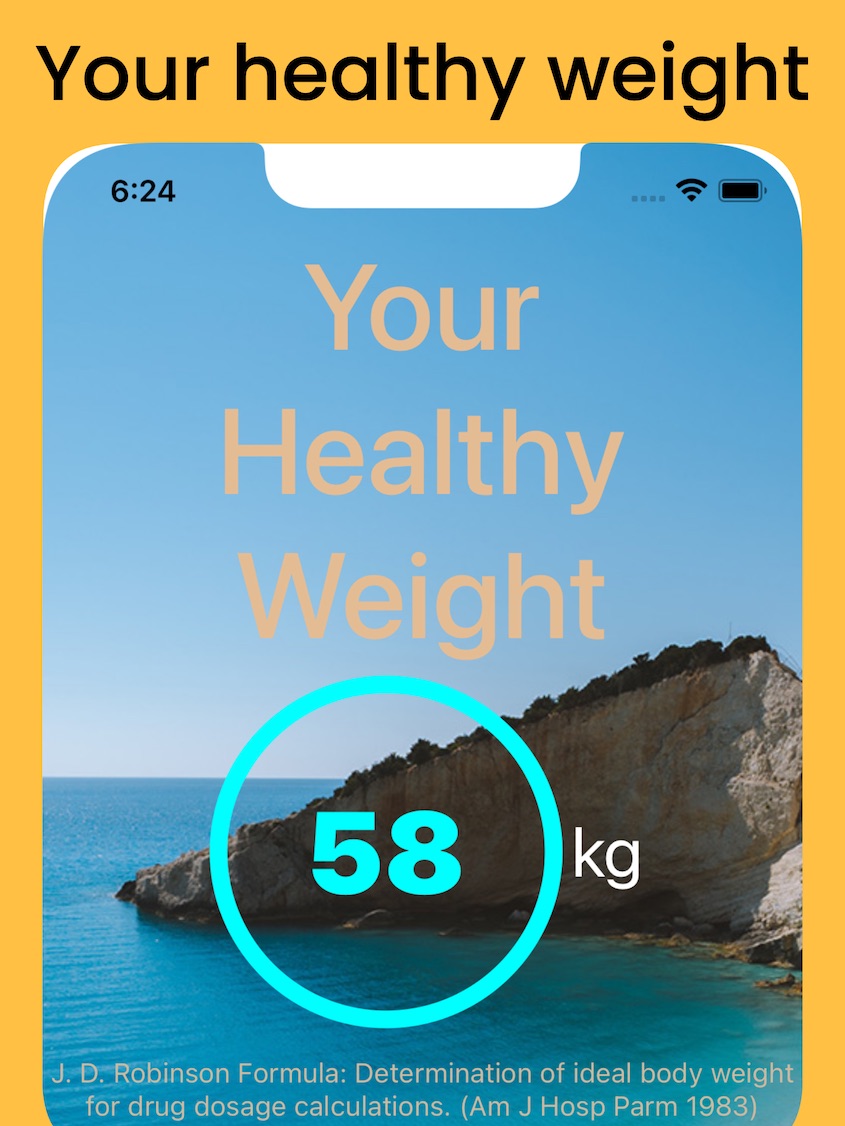 Your healthy weight
6:24
Your
Healthy
Weight
58
kg
J. D. Robinson Formula: Determination of ideal body weight
for drug dosage calculations. (Am J Hosp Parm 1983)